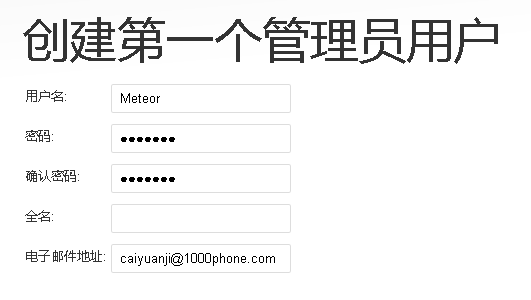 创建第一个管理员用户
用户名: Meteor
密码: ●●●●●●●
确认密码: ●●●●●●●
全名:
电子邮件地址: caiyuanji@1000phone.com